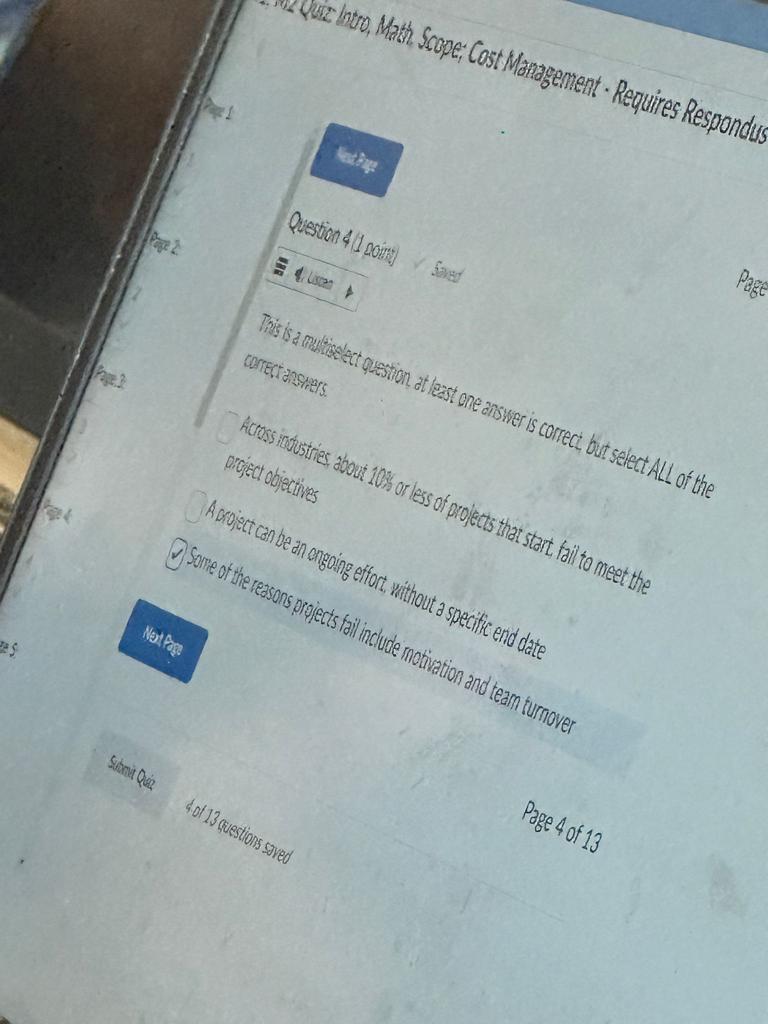 M2 Quiz: Intro, Math, Scope; Cost Management - Requires Respondus
Page 1:
Next Page
Question 4 (1 point)
Saved
Listen
Page
Page 2:
This is a multiselect question, at least one answer is correct, but select ALL of the
correct answers.
Page 3:
Across industries, about 10% or less of projects that start, fail to meet the
project objectives
A project can be an ongoing effort, without a specific end date
Page 4:
Some of the reasons projects fail include motivation and team turnover
Next Page
Page 4 of 13
Submit Quiz
4 of 13 questions saved